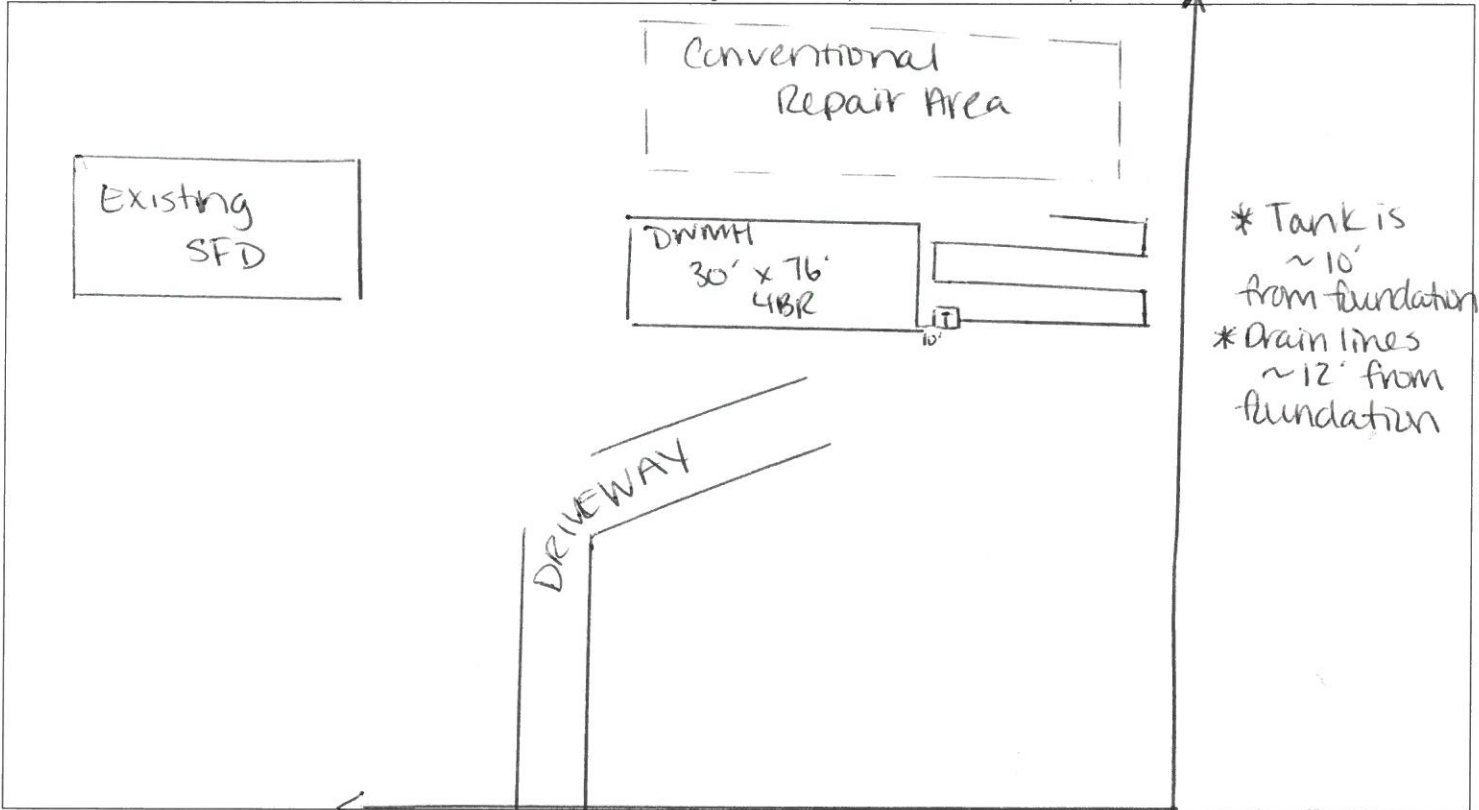 Conventional
Repair Area
Existing
SFD
DWMH
30' x 76'
4BR
T
10'
* Tank is
~ 10'
from foundation
* Drain lines
~ 12' from
foundation
DRIVEWAY